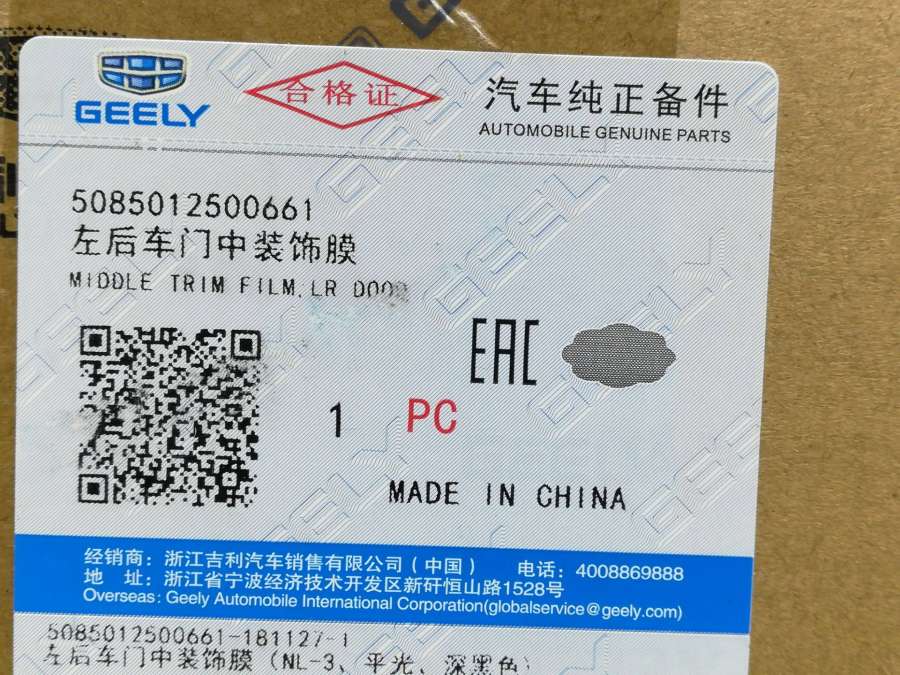 GEELY
合格证
汽车纯正备件
AUTOMOBILE GENUINE PARTS
5085012500661
左后车门中装饰膜
MIDDLE TRIM FILM,LR DOOR
EAC
1 PC
MADE IN CHINA
经销商：浙江吉利汽车销售有限公司（中国） 电话：4008869888
地 址：浙江省宁波经济技术开发区新矸恒山路1528号
Overseas: Geely Automobile International Corporation(globalservice@geely.com)
5085012500661-181127-1
左后车门中装饰膜（NL-3、平光、深黑色）